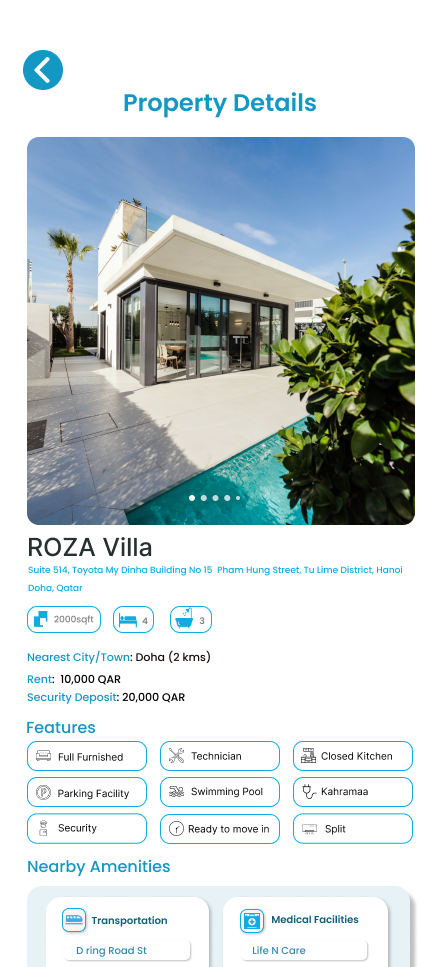 Property Details
ROZA Villa
Suite 514, Toyota My Dinha Building No 15 Pham Hung Street, Tu Lime District, Hanoi
Doha, Qatar
2000sqft 4 3
Nearest City/Town: Doha (2 kms)
Rent: 10,000 QAR
Security Deposit: 20,000 QAR
Features
Full Furnished Technician Closed Kitchen
Parking Facility Swimming Pool Kahramaa
Security Ready to move in Split
Nearby Amenities
Transportation Medical Facilities
D ring Road St Life N Care